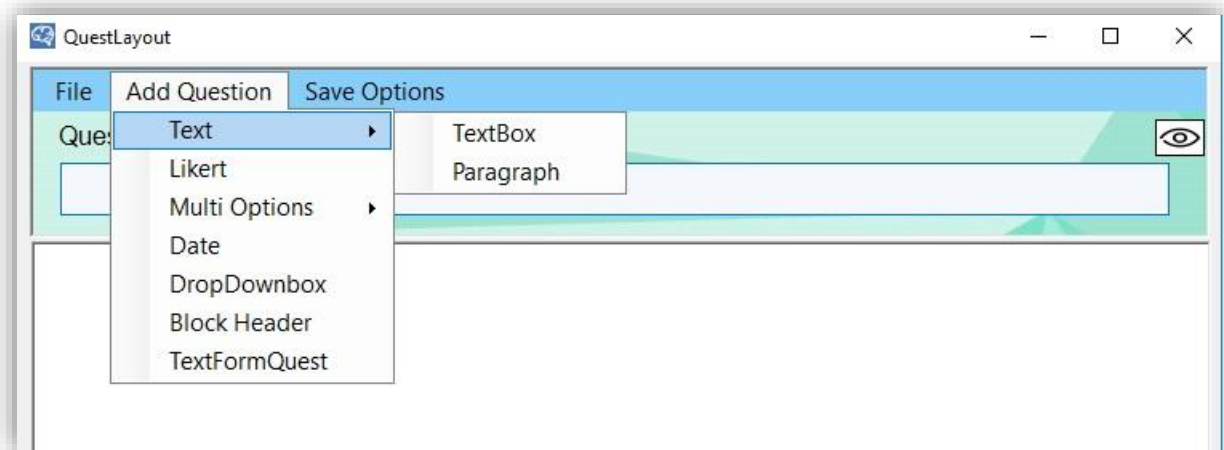 QuestLayout
File Add Question Save Options
Text TextBox
Likert Paragraph
Multi Options
Date
DropDownbox
Block Header
TextFormQuest